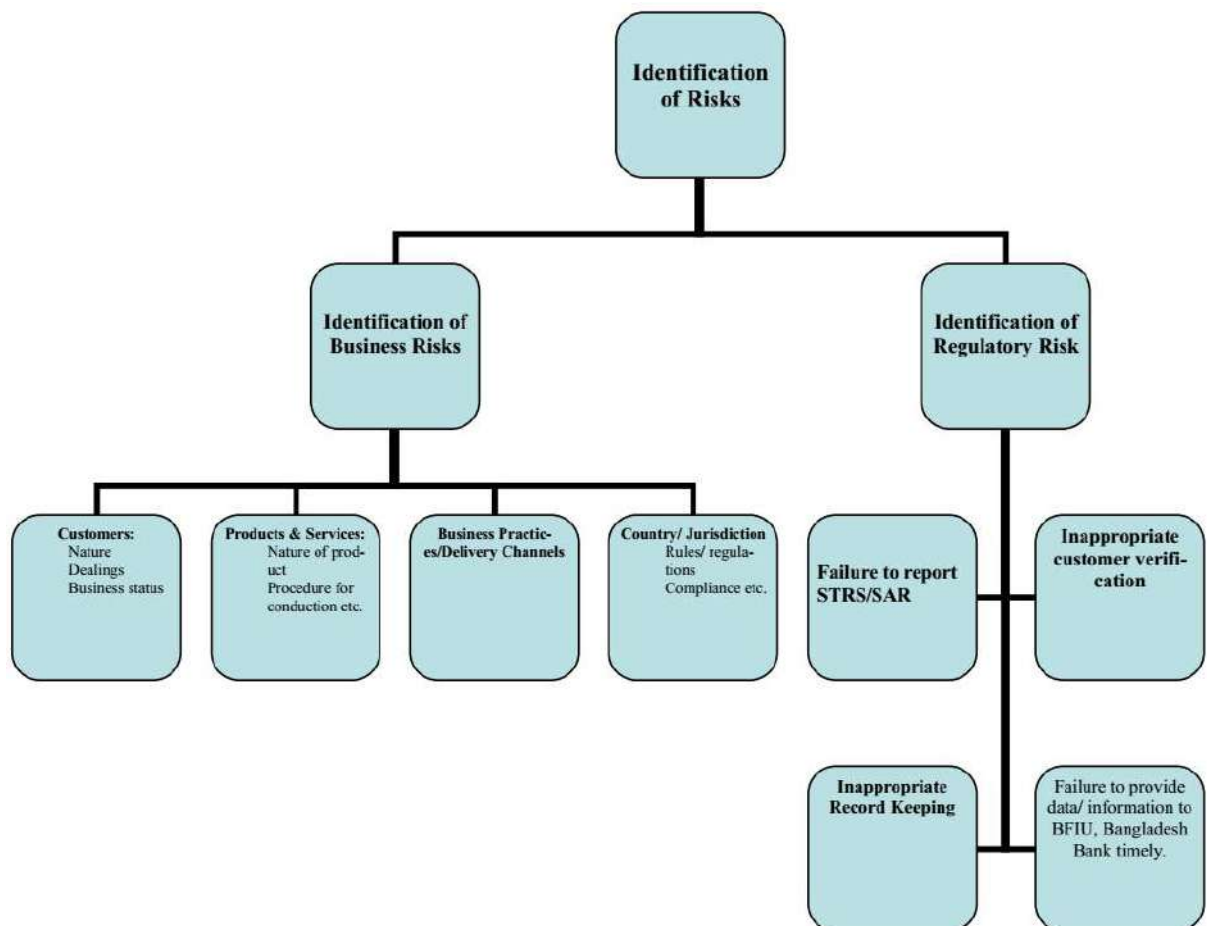 Identification
of Risks
Identification of
Business Risks
Identification of
Regulatory Risk
Customers:
Nature
Dealings
Business status
Products & Services:
Nature of prod-
uct
Procedure for
conduction etc.
Business Practic-
es/Delivery Channels
Country/ Jurisdiction
Rules/ regula-
tions
Compliance etc.
Failure to report
STRS/SAR
Inappropriate
customer verifi-
cation
Inappropriate
Record Keeping
Failure to provide
data/ information to
BFIU, Bangladesh
Bank timely.